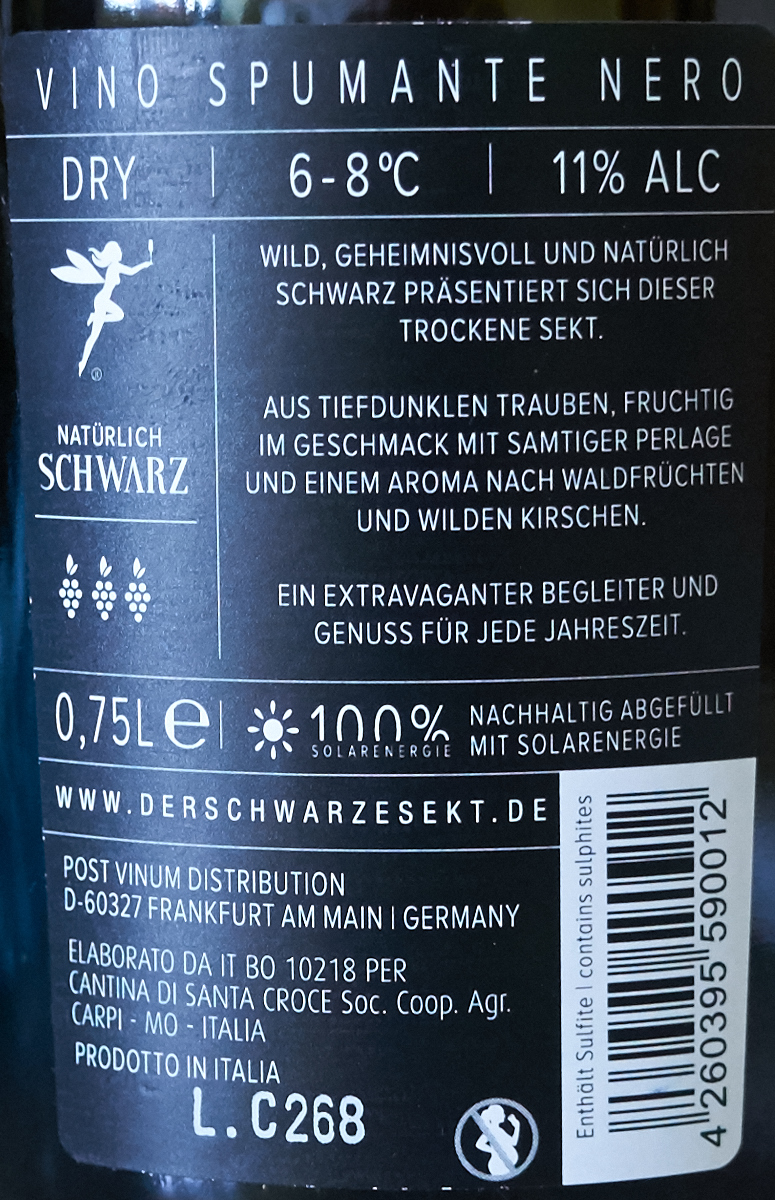 VINO SPUMANTE NERO
DRY | 6-8°C | 11% ALC
WILD, GEHEIMNISVOLL UND NATÜRLICH
SCHWARZ PRÄSENTIERT SICH DIESER
TROCKENE SEKT.
®
NATÜRLICH
SCHWARZ
AUS TIEFDUNKLEN TRAUBEN, FRUCHTIG
IM GESCHMACK MIT SAMTIGER PERLAGE
UND EINEM AROMA NACH WALDFRÜCHTEN
UND WILDEN KIRSCHEN.
EIN EXTRAVAGANTER BEGLEITER UND
GENUSS FÜR JEDE JAHRESZEIT.
0,75L e
100%
SOLARENERGIE
NACHHALTIG ABGEFÜLLT
MIT SOLARENERGIE
WWW.DERSCHWARZESEKT.DE
POST VINUM DISTRIBUTION
D-60327 FRANKFURT AM MAIN | GERMANY
ELABORATO DA IT BO 10218 PER
CANTINA DI SANTA CROCE Soc. Coop. Agr.
CARPI - MO - ITALIA
PRODOTTO IN ITALIA
L.C268
Enthält Sulfite | contains sulphites
4 260395 590012